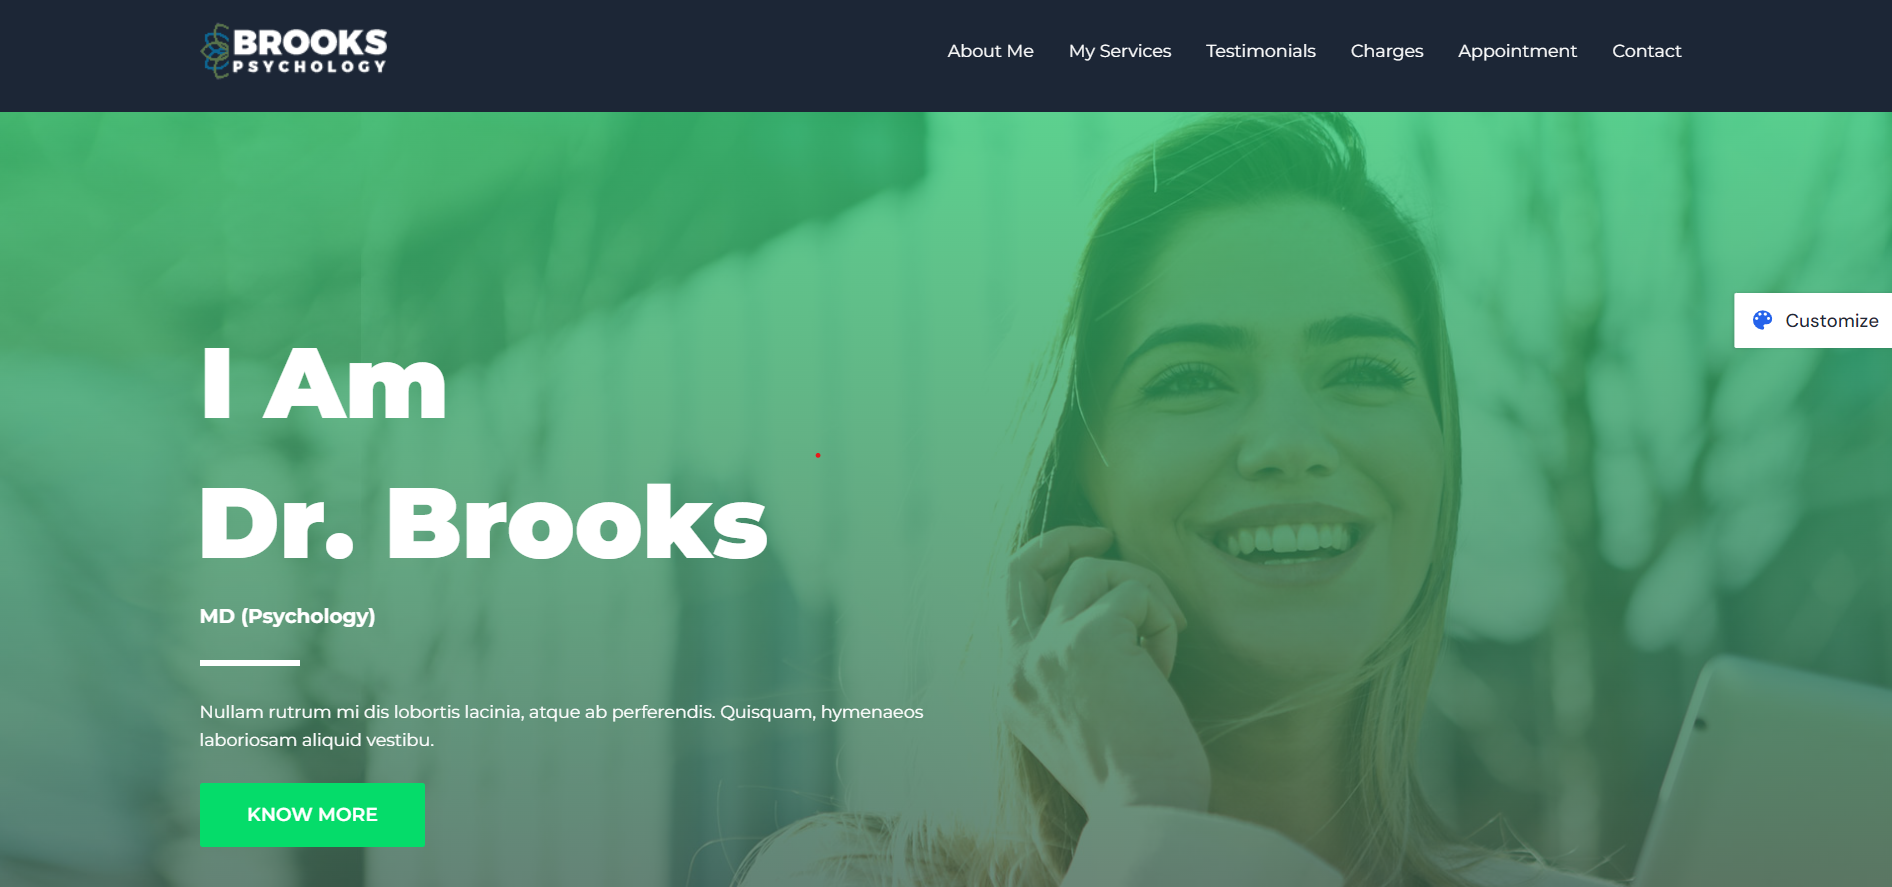 BROOKS
PSYCHOLOGY
About Me My Services Testimonials Charges Appointment Contact
Customize
I Am
Dr. Brooks
MD (Psychology)
Nullam rutrum mi dis lobortis lacinia, atque ab perferendis. Quisquam, hymenaeos
laboriosam aliquid vestibu.
KNOW MORE